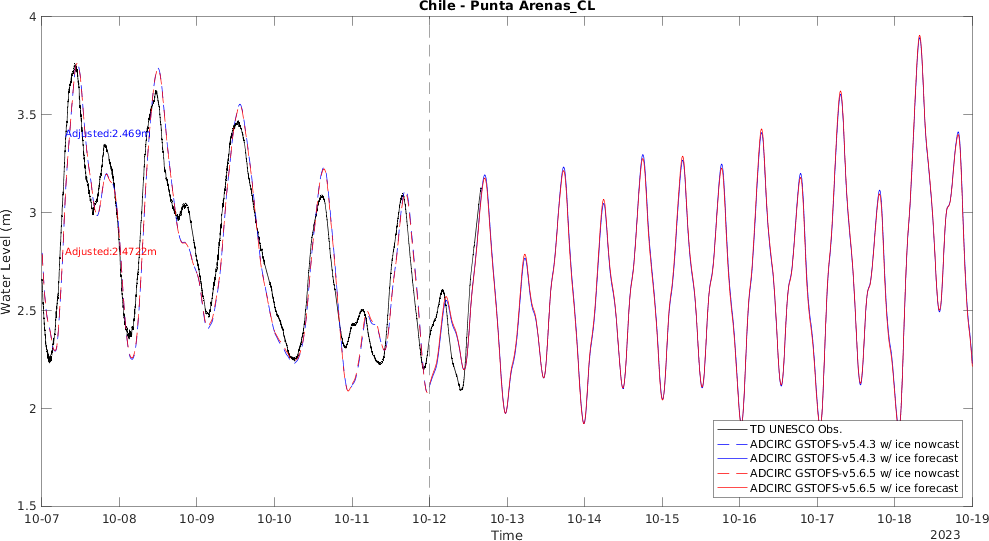 Chile - Punta Arenas_CL
4
3.5
3
2.5
2
1.5
Water Level (m)
Adjusted:2.469m
Adjusted:2.4722m
TD UNESCO Obs.
ADCIRC GSTOFS-v5.4.3 w/ ice nowcast
ADCIRC GSTOFS-v5.4.3 w/ ice forecast
ADCIRC GSTOFS-v5.6.5 w/ ice nowcast
ADCIRC GSTOFS-v5.6.5 w/ ice forecast
10-07 10-08 10-09 10-10 10-11 10-12 10-13 10-14 10-15 10-16 10-17 10-18 10-19
Time
2023